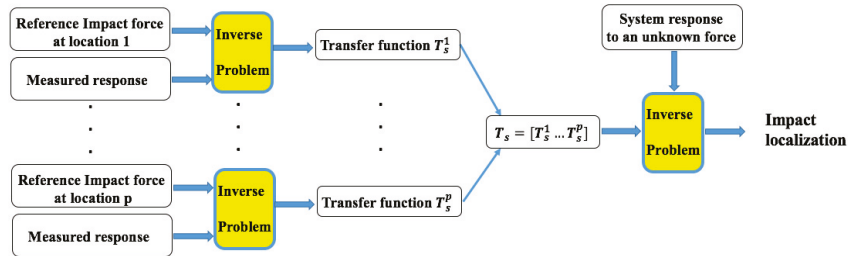 Reference Impact force
at location 1
Measured response
Inverse
Problem
Transfer function $T_s^1$
Reference Impact force
at location p
Measured response
Inverse
Problem
Transfer function $T_s^p$
$T_s = [T_s^1 \ldots T_s^p]$
System response
to an unknown force
Inverse
Problem
Impact
localization